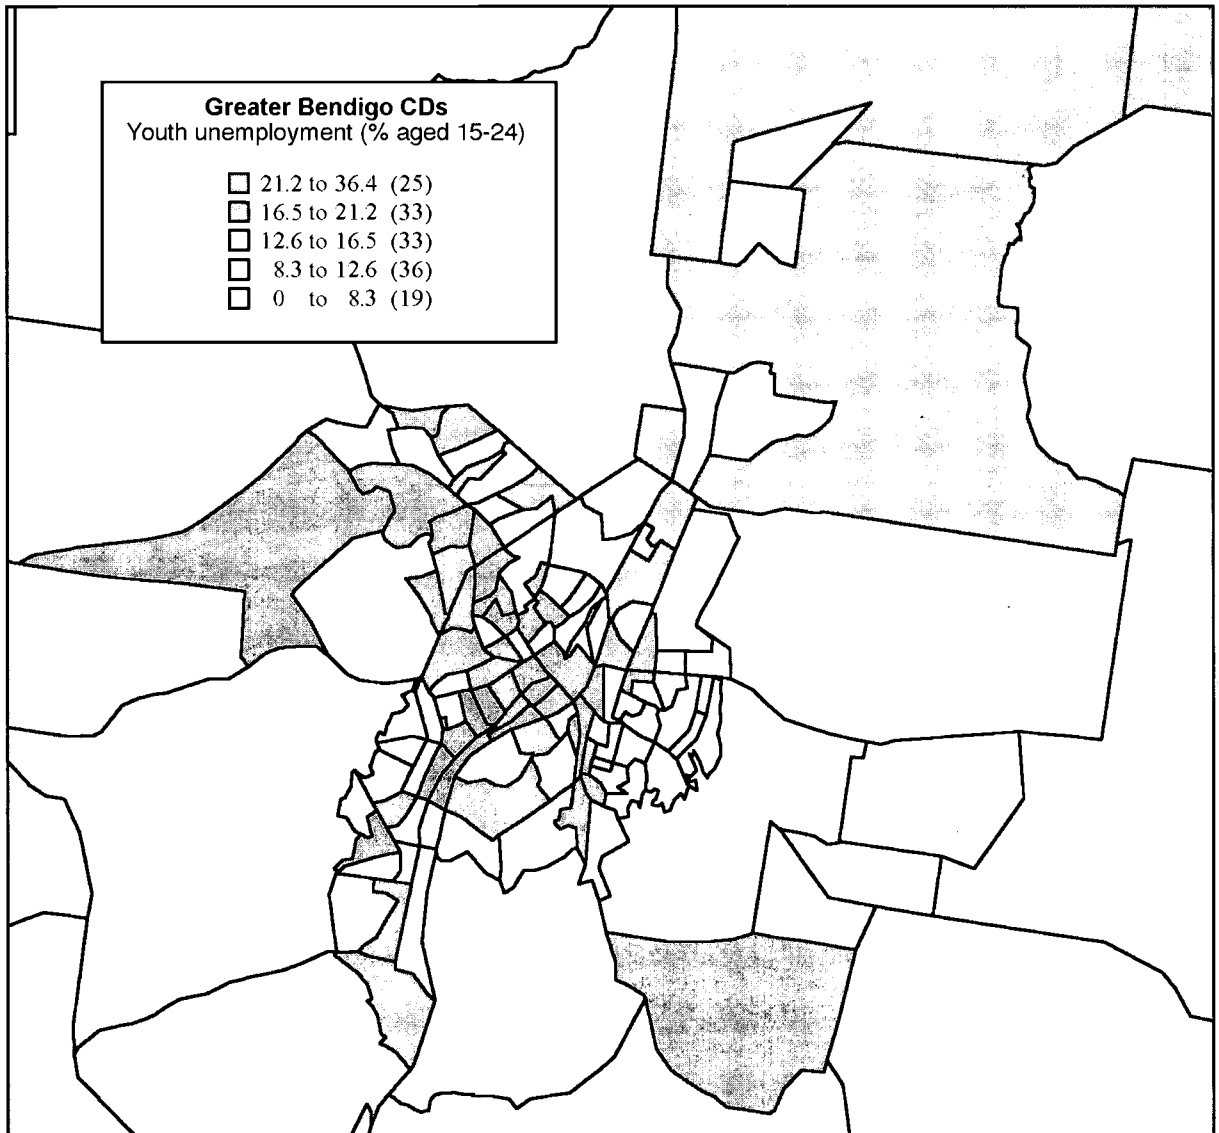 Greater Bendigo CDs
Youth unemployment (% aged 15-24)
21.2 to 36.4 (25)
16.5 to 21.2 (33)
12.6 to 16.5 (33)
8.3 to 12.6 (36)
0 to 8.3 (19)